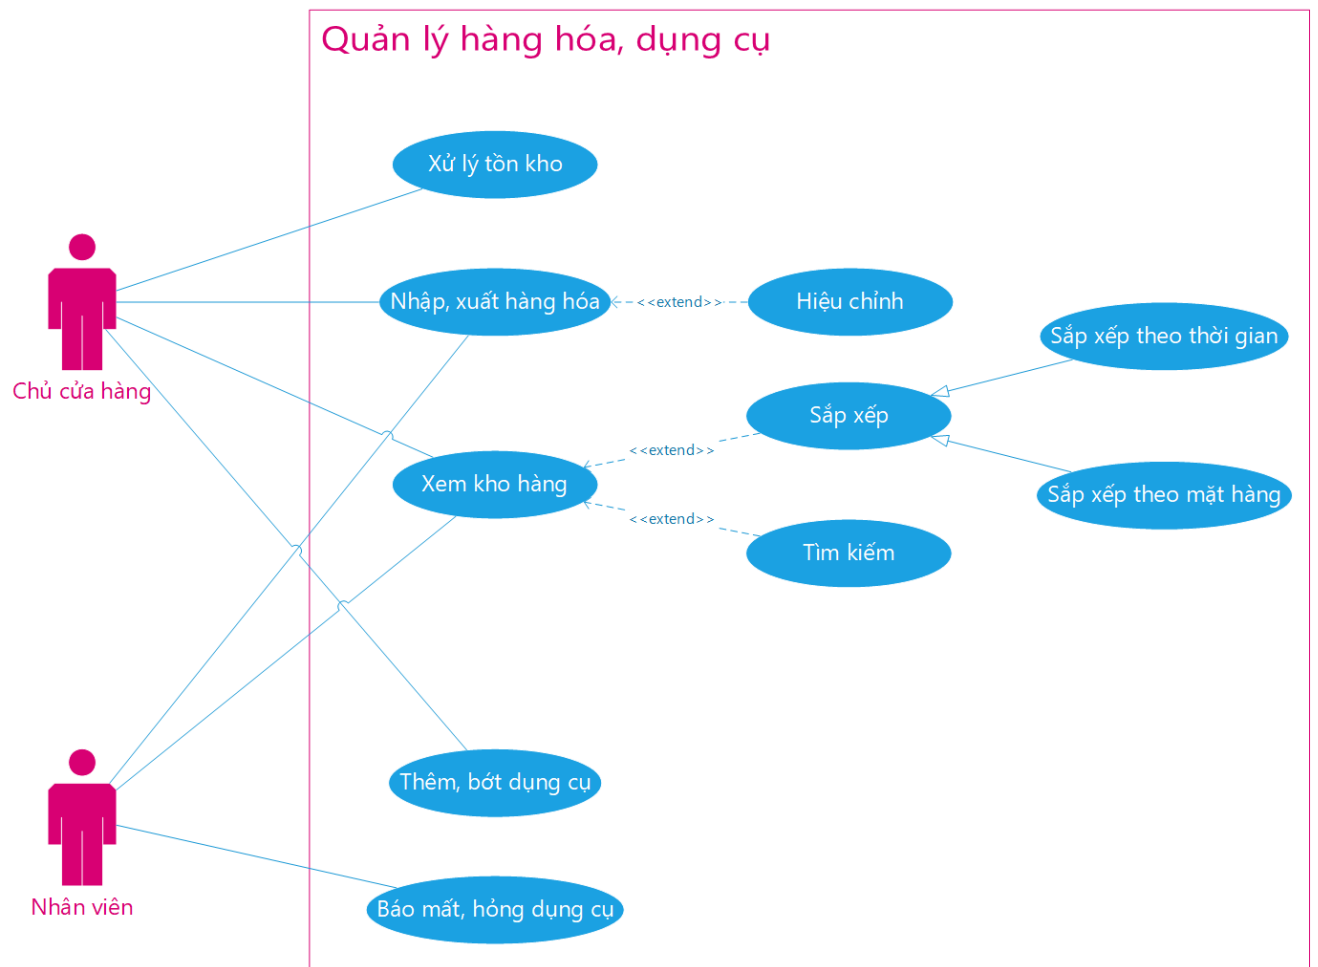 Quản lý hàng hóa, dụng cụ
Xử lý tồn kho
Nhập, xuất hàng hóa
<<extend>>
Hiệu chỉnh
Sắp xếp theo thời gian
Chủ cửa hàng
Sắp xếp
<<extend>>
Xem kho hàng
Sắp xếp theo mặt hàng
<<extend>>
Tìm kiếm
Thêm, bớt dụng cụ
Nhân viên
Báo mất, hỏng dụng cụ